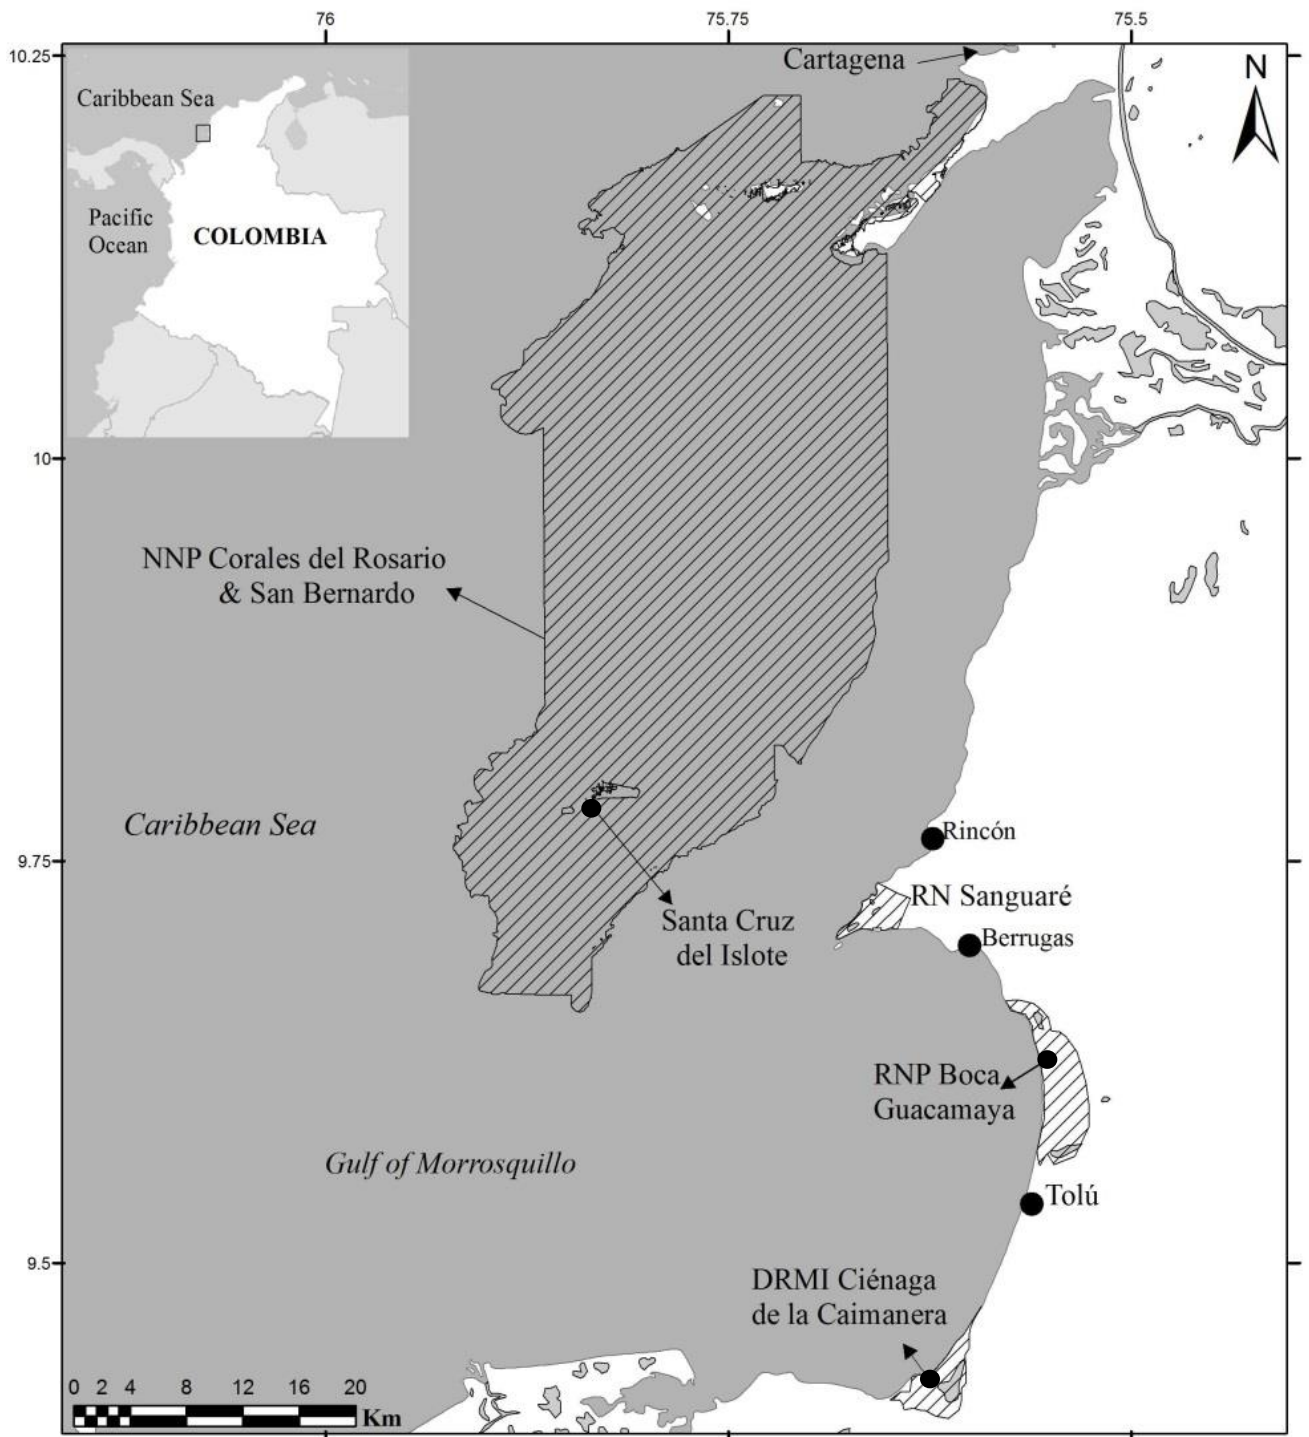 76
75.75
75.5
10.25
Cartagena
N
Caribbean Sea
Pacific
Ocean
COLOMBIA
10
NNP Corales del Rosario
& San Bernardo
Caribbean Sea
Rincón
9.75
RN Sanguaré
Santa Cruz
del Islote
Berrugas
RNP Boca
Guacamaya
Gulf of Morrosquillo
Tolú
9.5
DRMI Ciénaga
de la Caimanera
0 2 4 8 12 16 20
Km